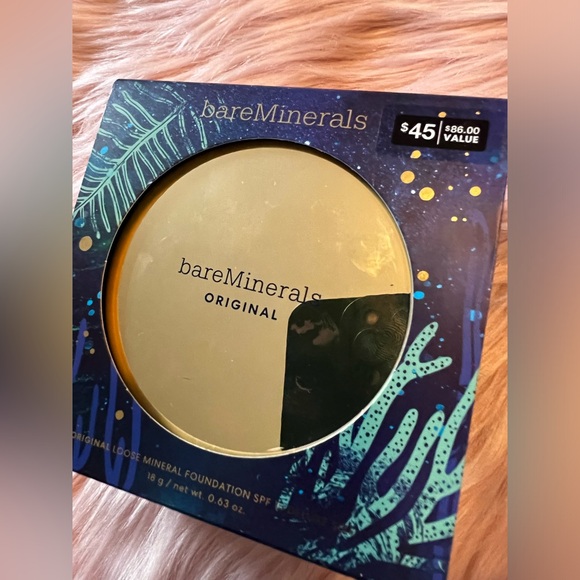 bareMinerals
$45 | $86.00 VALUE
bareMinerals
ORIGINAL
ORIGINAL LOOSE MINERAL FOUNDATION SPF
18 g / net wt. 0.63 oz.